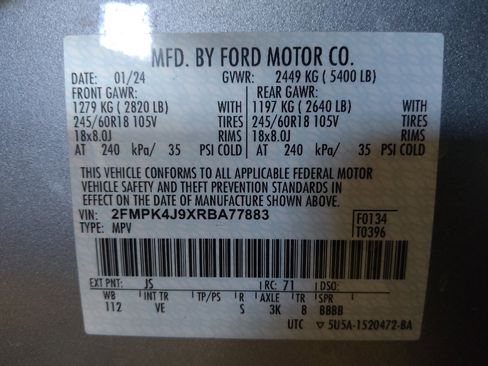 MFD. BY FORD MOTOR CO.
DATE: 01/24 GVWR: 2449 KG ( 5400 LB)
FRONT GAWR: REAR GAWR:
1279 KG ( 2820 LB) WITH 1197 KG ( 2640 LB) WITH
245/60R18 105V TIRES 245/60R18 105V TIRES
18x8.0J RIMS 18x8.0J RIMS
AT 240 kPa/ 35 PSI COLD AT 240 kPa/ 35 PSI COLD
THIS VEHICLE CONFORMS TO ALL APPLICABLE FEDERAL MOTOR
VEHICLE SAFETY AND THEFT PREVENTION STANDARDS IN
EFFECT ON THE DATE OF MANUFACTURE SHOWN ABOVE.
VIN: 2FMPK4J9XRBA77883 F0134
TYPE: MPV T0396
EXT PNT: JS RC: 71 DSO:
WB INT TR TP/PS R AXLE TR SPR
112 VE S 3K 8 BBBB
UTC ▽ 5U5A-1520472-BA